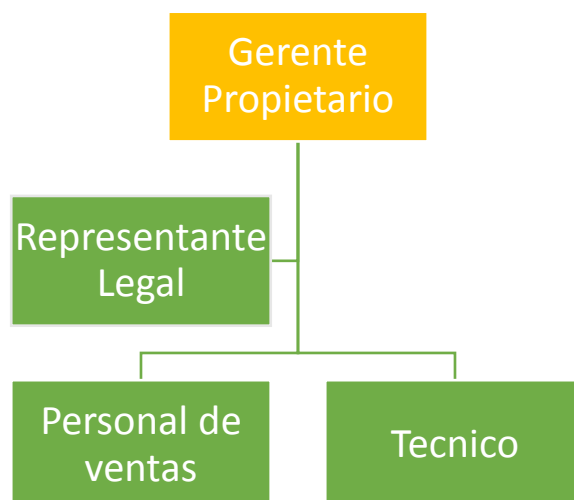 Gerente
Propietario
Representante
Legal
Personal de
ventas
Tecnico